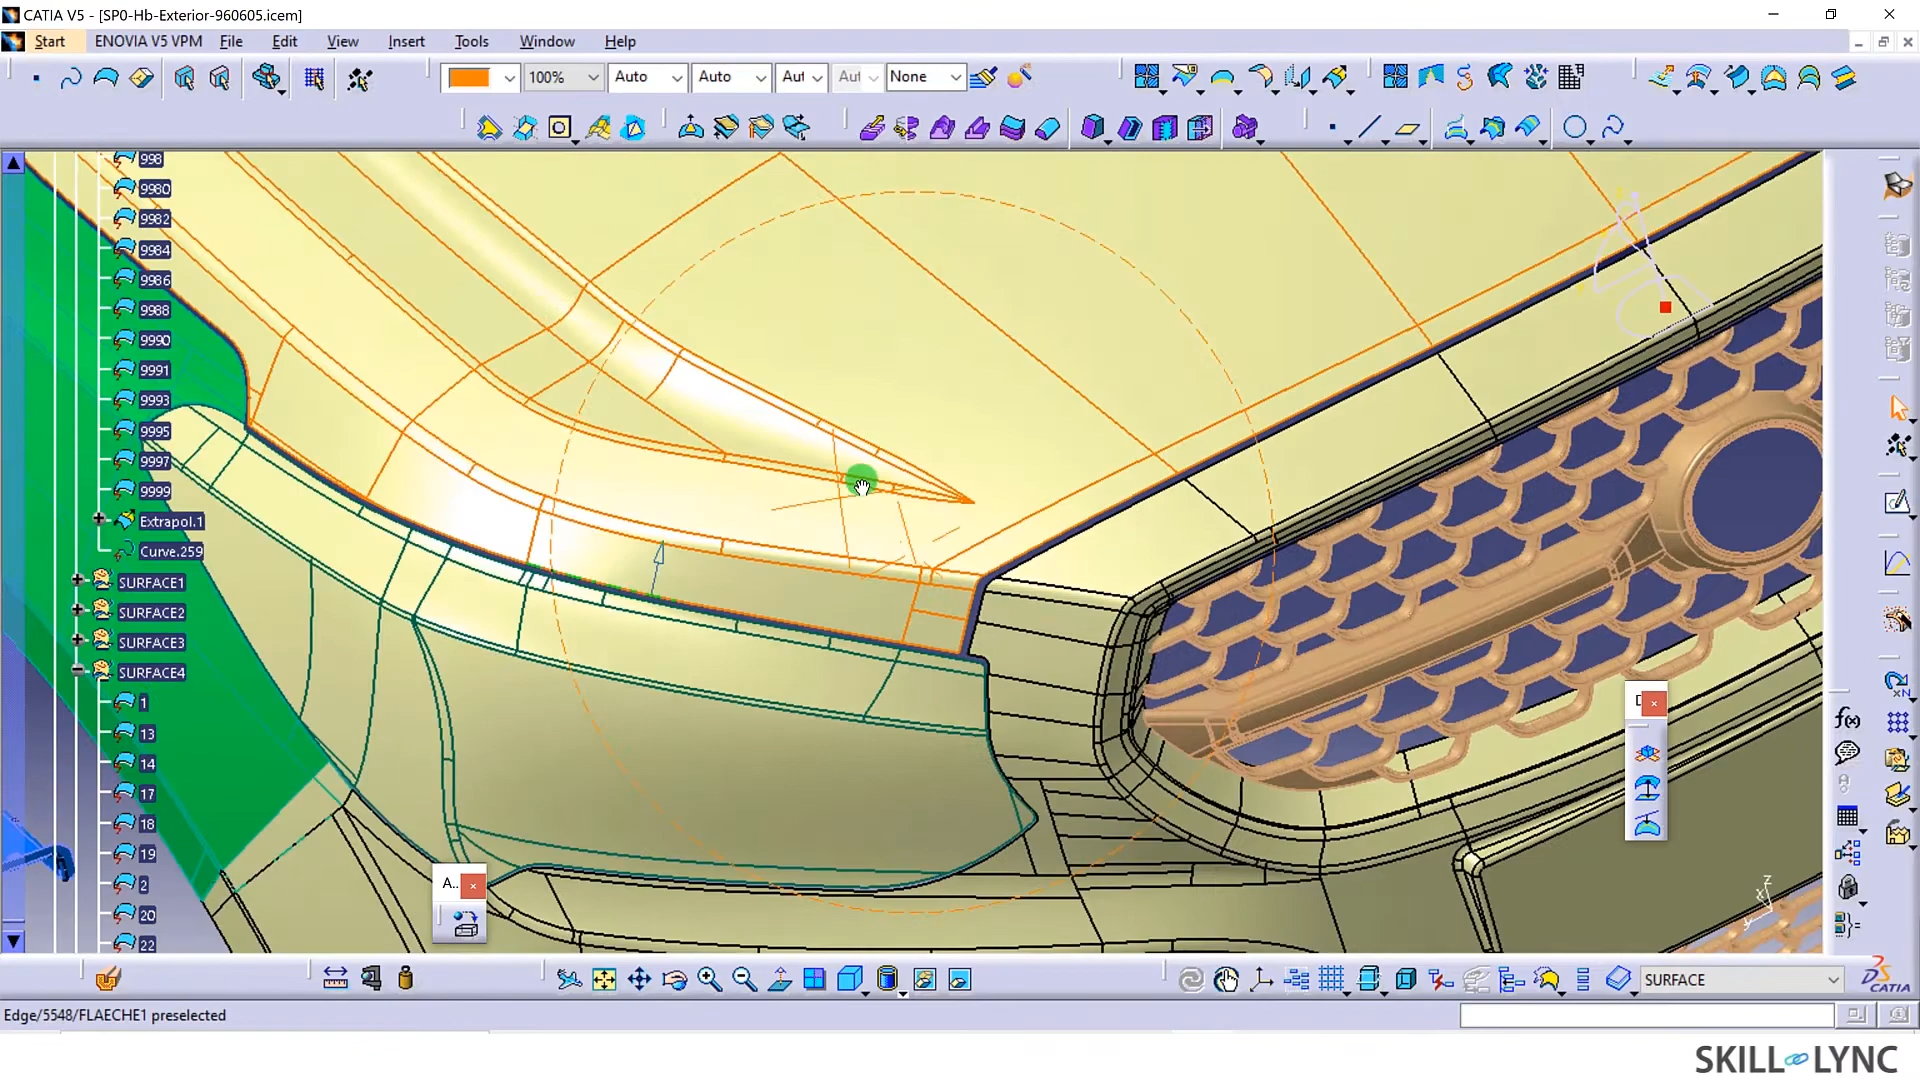 CATIA V5 - [SP0-Hb-Exterior-960605.icem]
Start ENOVIA V5 VPM File Edit View Insert Tools Window Help
100% Auto Auto Aut Aut None
998
9980
9982
9984
9986
9988
9990
9991
9993
9995
9997
9999
Extrapol.1
Curve.259
SURFACE1
SURFACE2
SURFACE3
SURFACE4
1
13
14
17
18
19
2
20
22
A..
f(x)
z
x
y
SURFACE
CATIA
Edge/5548/FLAECHE1 preselected
SKILL LYNC